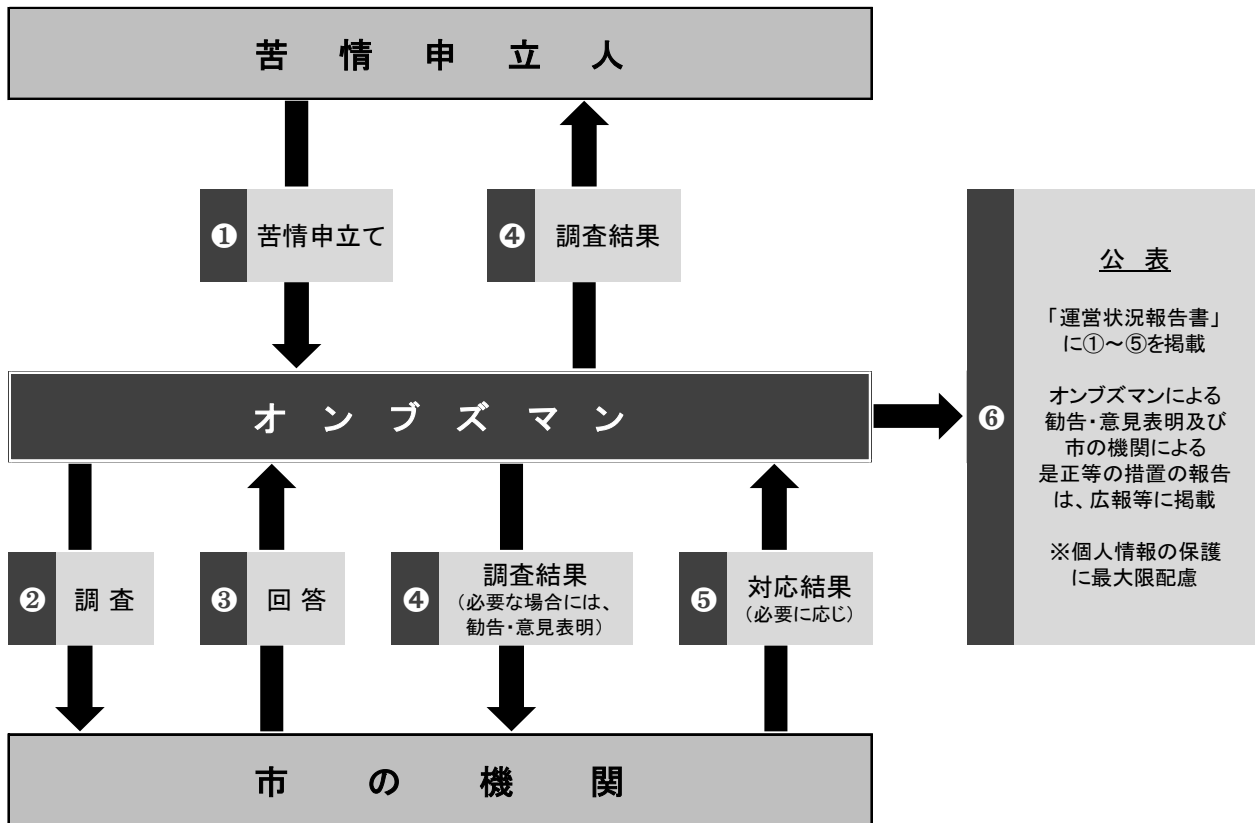 苦情申立人
❶ 苦情申立て
❹ 調査結果
オンブズマン
❷ 調査
❸ 回答
❹ 調査結果
(必要な場合には、
勧告・意見表明)
❺ 対応結果
(必要に応じ)
市の機関
❻
公表
「運営状況報告書」
に①～⑤を掲載
オンブズマンによる
勧告・意見表明及び
市の機関による
是正等の措置の報告
は、広報等に掲載
※個人情報の保護
に最大限配慮